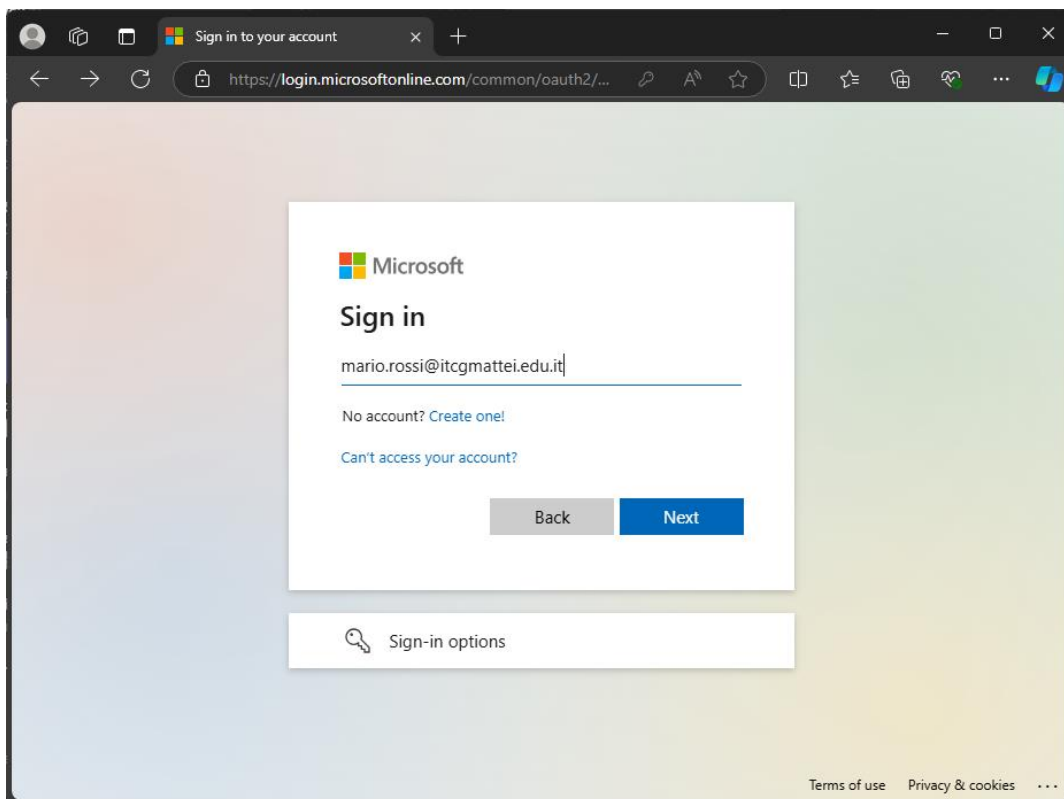 Sign in to your account
https://login.microsoftonline.com/common/oauth2/...
Microsoft
Sign in
mario.rossi@itcgmattei.edu.it
No account? Create one!
Can't access your account?
Back Next
Sign-in options
Terms of use Privacy & cookies ...